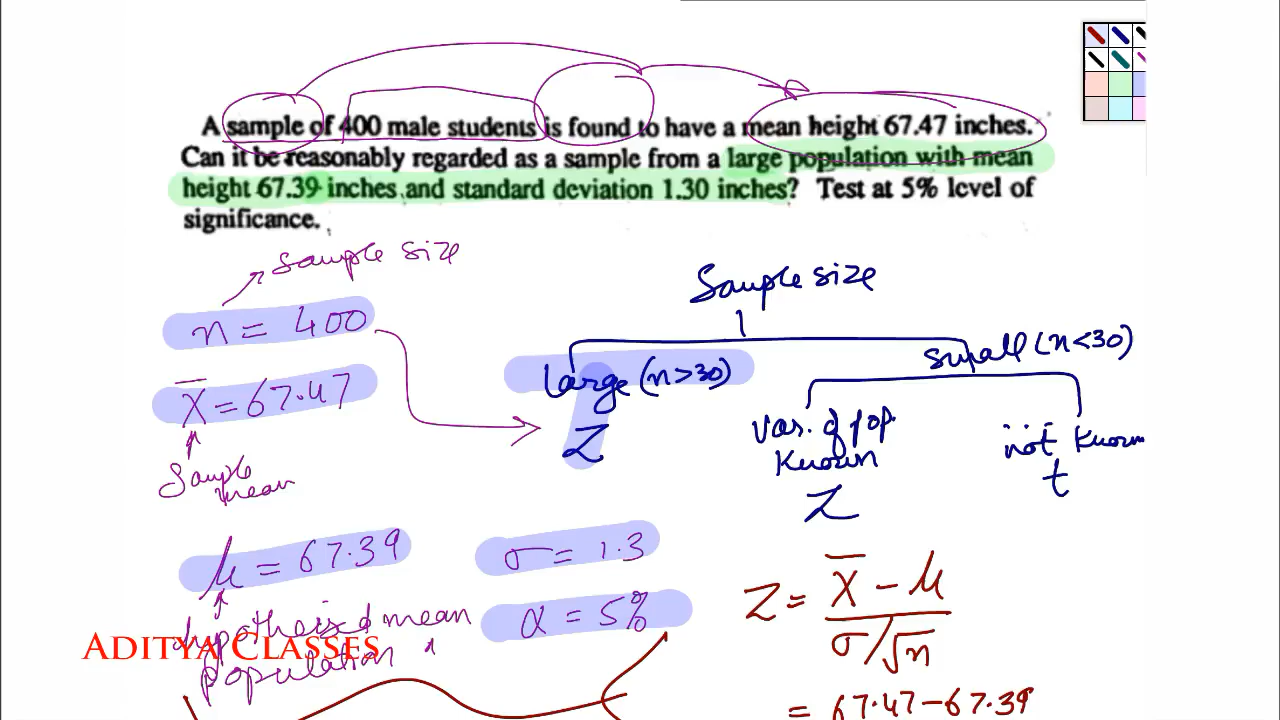 A sample of 400 male students is found to have a mean height 67.47 inches.
Can it be reasonably regarded as a sample from a large population with mean
height 67.39 inches and standard deviation 1.30 inches? Test at 5% level of
significance.
sample size
n = 400
X̄ = 67.47
Sample mean
μ = 67.39
hypothesized mean
population
σ = 1.3
α = 5%
Sample size
large (n>30)
Z
small (n<30)
Var. of pop.
Known
Z
not Known
t
Z = X̄ - μ
σ/√n
= 67.47-67.39
ADITYA CLASSES